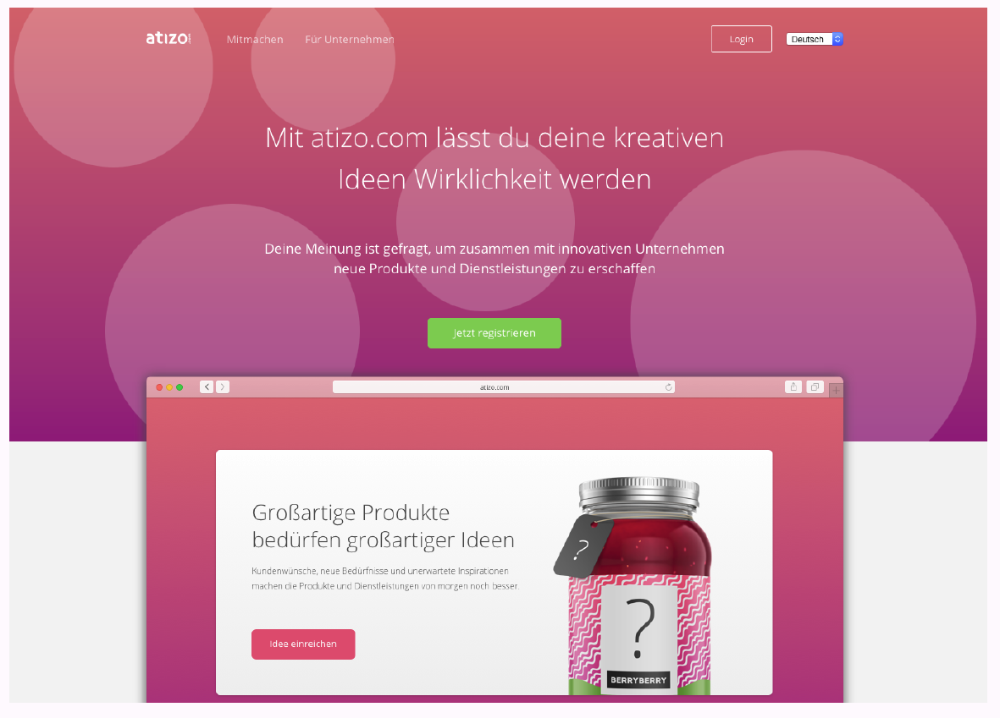 atizo
Mitmachen
Für Unternehmen
Login
Deutsch
Mit atizo.com lässt du deine kreativen
Ideen Wirklichkeit werden
Deine Meinung ist gefragt, um zusammen mit innovativen Unternehmen
neue Produkte und Dienstleistungen zu erschaffen
Jetzt registrieren
atizo.com
Großartige Produkte
bedürfen großartiger Ideen
Kundenwünsche, neue Bedürfnisse und unerwartete Inspirationen
machen die Produkte und Dienstleistungen von morgen noch besser.
Idee einreichen
?
?
BERRYBERRY